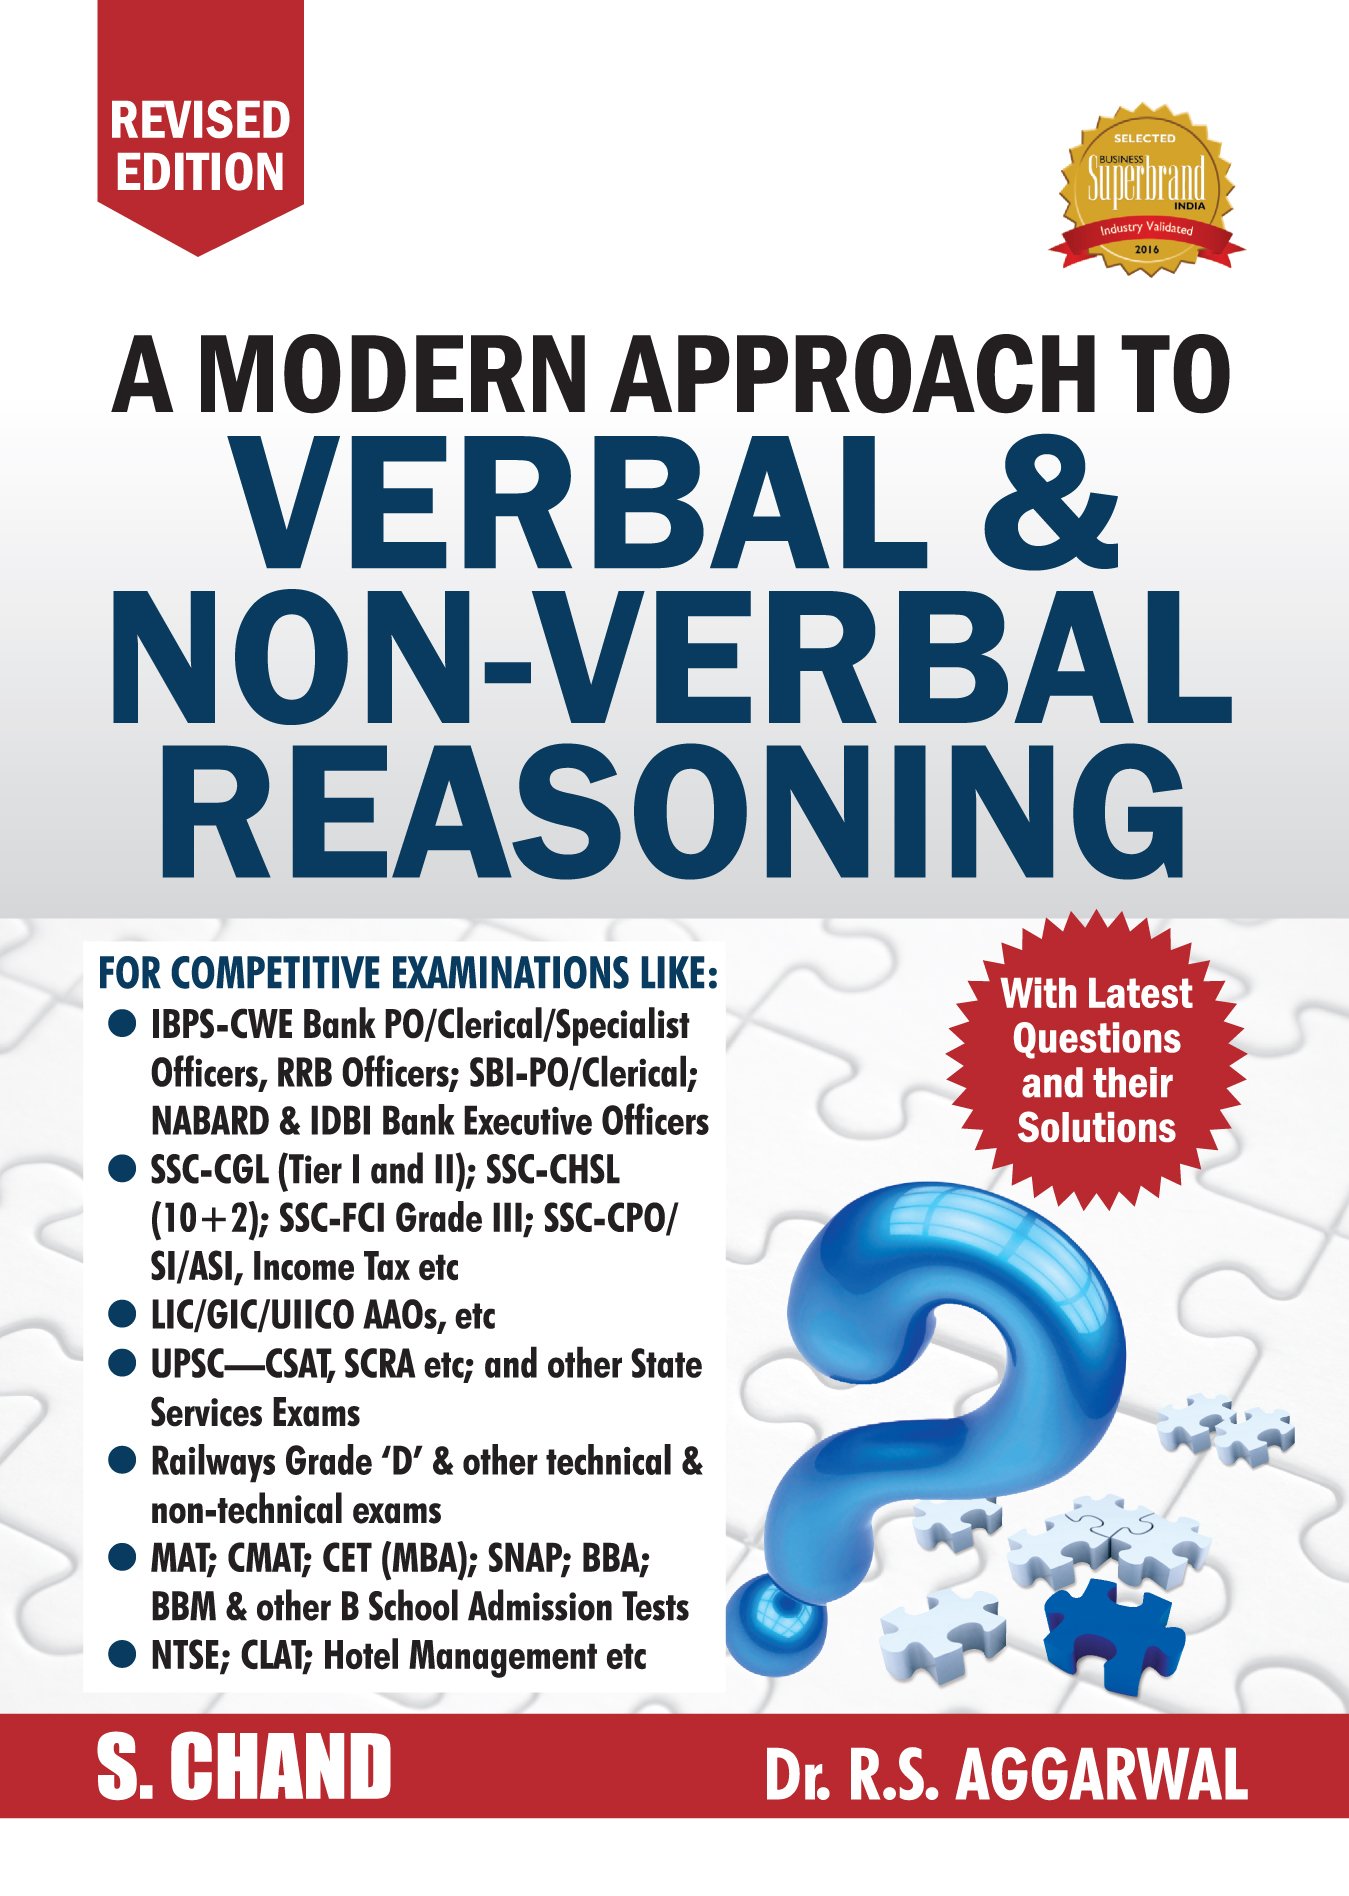 REVISED
EDITION
SELECTED
BUSINESS
Superbrand
INDIA
Industry Validated
2016
A MODERN APPROACH TO
VERBAL &
NON-VERBAL
REASONING
FOR COMPETITIVE EXAMINATIONS LIKE:
● IBPS-CWE Bank PO/Clerical/Specialist
Officers, RRB Officers; SBI-PO/Clerical;
NABARD & IDBI Bank Executive Officers
● SSC-CGL (Tier I and II); SSC-CHSL
(10+2); SSC-FCI Grade III; SSC-CPO/
SI/ASI, Income Tax etc
● LIC/GIC/UIICO AAOs, etc
● UPSC—CSAT, SCRA etc; and other State
Services Exams
● Railways Grade ‘D’ & other technical &
non-technical exams
● MAT; CMAT; CET (MBA); SNAP; BBA;
BBM & other B School Admission Tests
● NTSE; CLAT; Hotel Management etc
With Latest
Questions
and their
Solutions
S. CHAND
Dr. R.S. AGGARWAL